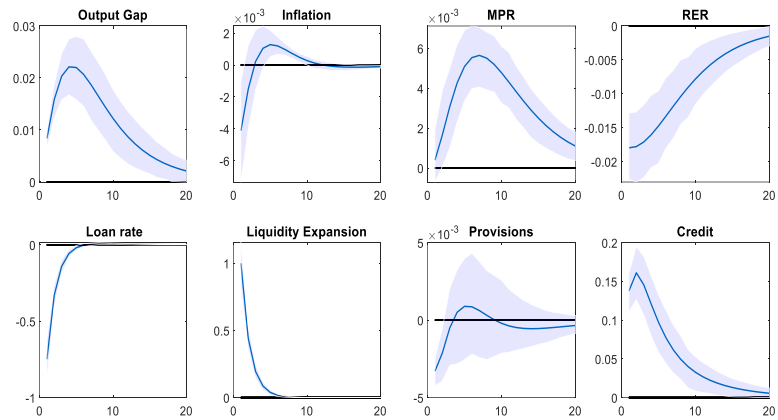 Output Gap
0.03
0.02
0.01
0
0 10 20
Inflation
×10⁻³
2
0
-2
-4
-6
0 10 20
MPR
×10⁻³
6
4
2
0
0 10 20
RER
0
-0.005
-0.01
-0.015
-0.02
0 10 20
Loan rate
0
-0.5
-1
0 10 20
Liquidity Expansion
1
0.5
0
0 10 20
Provisions
×10⁻³
5
0
-5
0 10 20
Credit
0.2
0.15
0.1
0.05
0
0 10 20